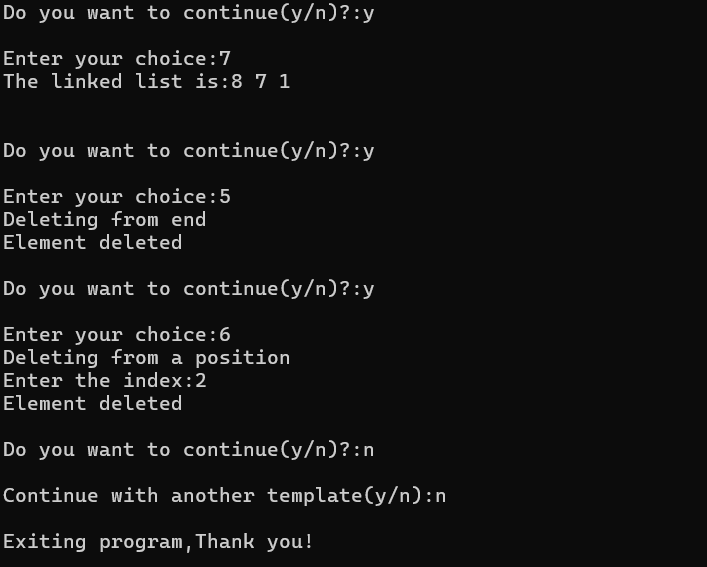 Do you want to continue(y/n)?:y
Enter your choice:7
The linked list is:8 7 1
Do you want to continue(y/n)?:y
Enter your choice:5
Deleting from end
Element deleted
Do you want to continue(y/n)?:y
Enter your choice:6
Deleting from a position
Enter the index:2
Element deleted
Do you want to continue(y/n)?:n
Continue with another template(y/n):n
Exiting program,Thank you!